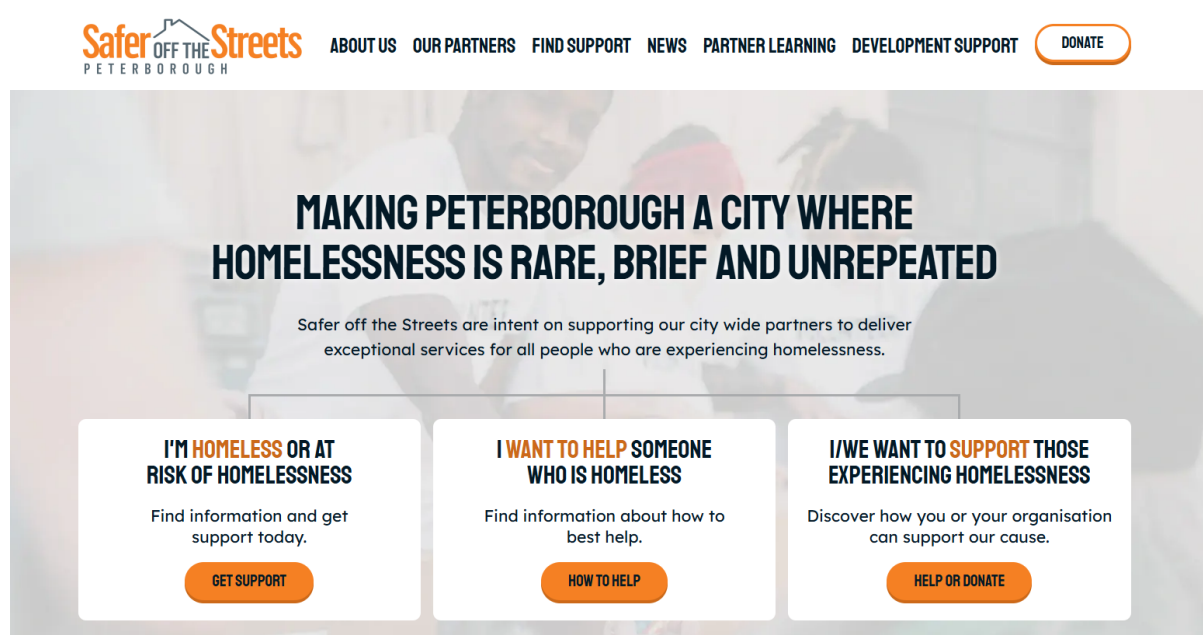 Safer OFF THE Streets
PETERBOROUGH
ABOUT US OUR PARTNERS FIND SUPPORT NEWS PARTNER LEARNING DEVELOPMENT SUPPORT DONATE
MAKING PETERBOROUGH A CITY WHERE
HOMELESSNESS IS RARE, BRIEF AND UNREPEATED
Safer off the Streets are intent on supporting our city wide partners to deliver
exceptional services for all people who are experiencing homelessness.
I'M HOMELESS OR AT
RISK OF HOMELESSNESS
Find information and get
support today.
GET SUPPORT
I WANT TO HELP SOMEONE
WHO IS HOMELESS
Find information about how to
best help.
HOW TO HELP
I/WE WANT TO SUPPORT THOSE
EXPERIENCING HOMELESSNESS
Discover how you or your organisation
can support our cause.
HELP OR DONATE